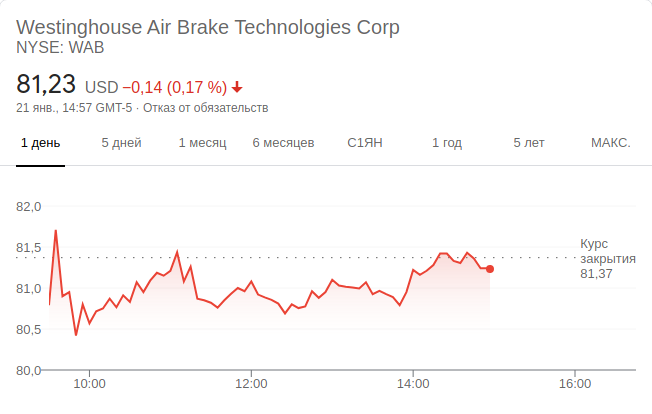 Westinghouse Air Brake Technologies Corp
NYSE: WAB
81,23 USD −0,14 (0,17 %)
21 янв., 14:57 GMT-5 · Отказ от обязательств
1 день 5 дней 1 месяц 6 месяцев С1ЯН 1 год 5 лет МАКС.
82,0
81,5
81,0
80,5
80,0
Курс
закрытия
81,37
10:00 12:00 14:00 16:00